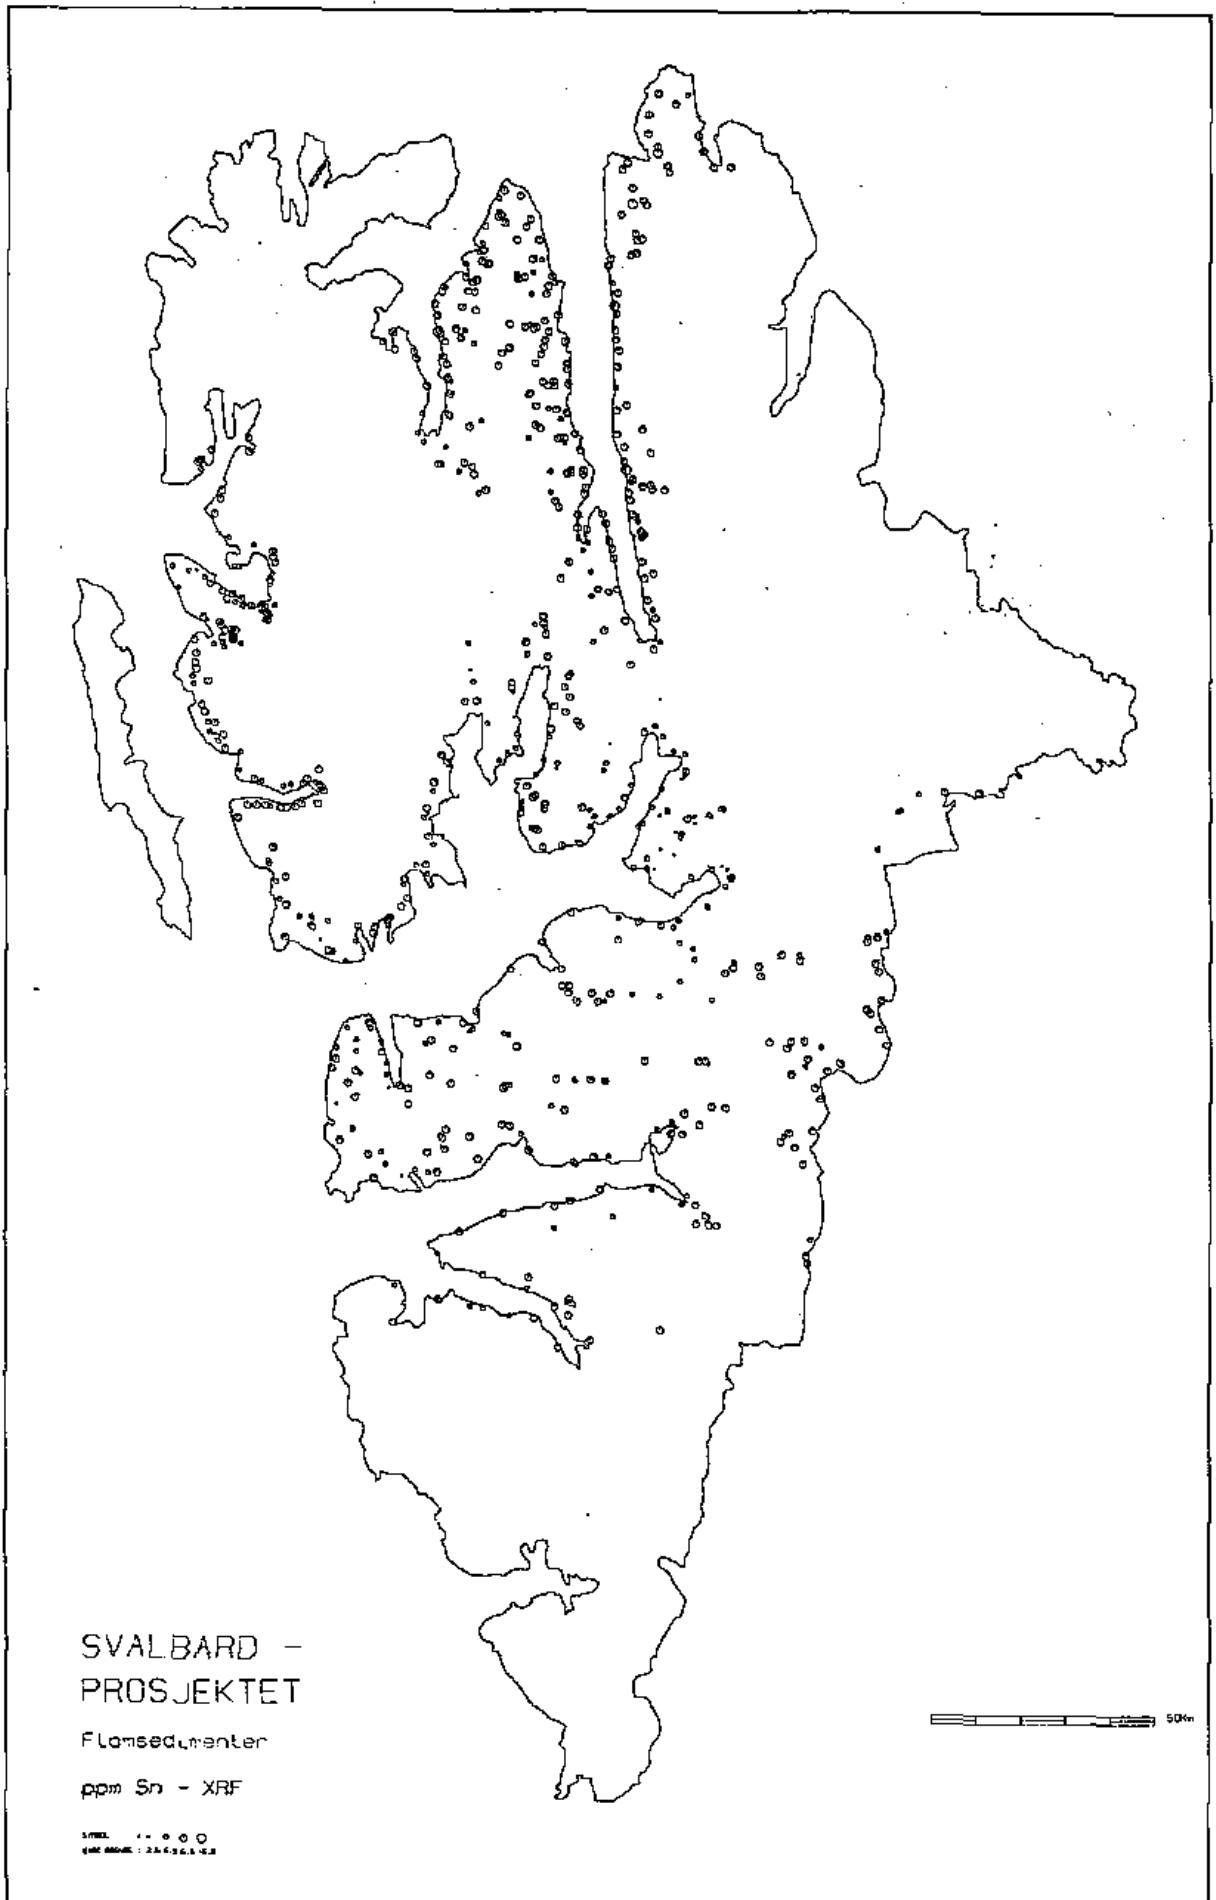 SVALBARD -
PROSJEKTET
Flomsedimenter
ppm Sn - XRF
50Km